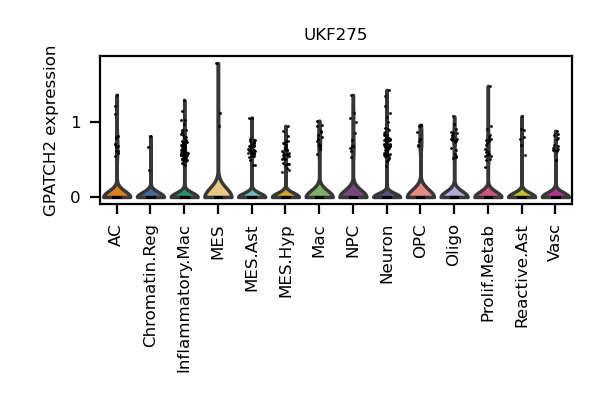 UKF275
GPATCH2 expression
1
0
AC
Chromatin.Reg
Inflammatory.Mac
MES
MES.Ast
MES.Hyp
Mac
NPC
Neuron
OPC
Oligo
Prolif.Metab
Reactive.Ast
Vasc